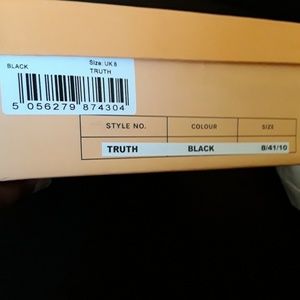 BLACK Size: UK 8
TRUTH
5 056279 874304
STYLE NO. COLOUR SIZE
TRUTH BLACK 8/41/10